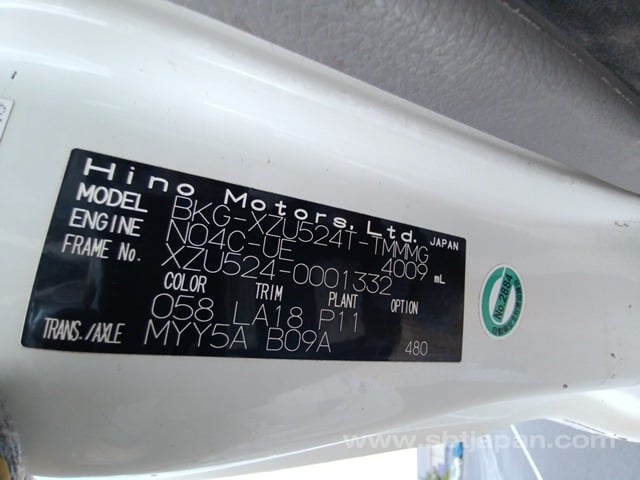 Hino Motors, Ltd. JAPAN
MODEL BKG-XZU524T-TMMMG
ENGINE N04C-UE 4009 mL
FRAME No. XZU524-0001332
COLOR TRIM PLANT OPTION
058 LA18 P11
TRANS./AXLE MYY5A B09A 480
No.2884
www.sbtjapan.com